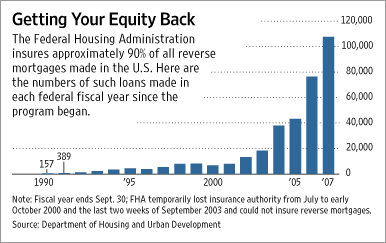 Getting Your Equity Back
The Federal Housing Administration
insures approximately 90% of all reverse
mortgages made in the U.S. Here are
the numbers of such loans made in
each federal fiscal year since the
program began.
120,000
100,000
80,000
60,000
40,000
20,000
0
157
389
1990
'95
2000
'05
'07
Note: Fiscal year ends Sept. 30; FHA temporarily lost insurance authority from July to early
October 2000 and the last two weeks of September 2003 and could not insure reverse mortgages.
Source: Department of Housing and Urban Development